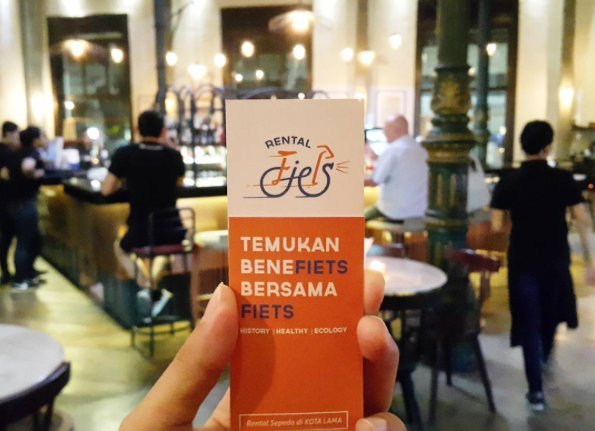 RENTAL
Fiets
TEMUKAN
BENEFIETS
BERSAMA
FIETS
HISTORY | HEALTHY | ECOLOGY
Rental Sepeda di KOTA LAMA